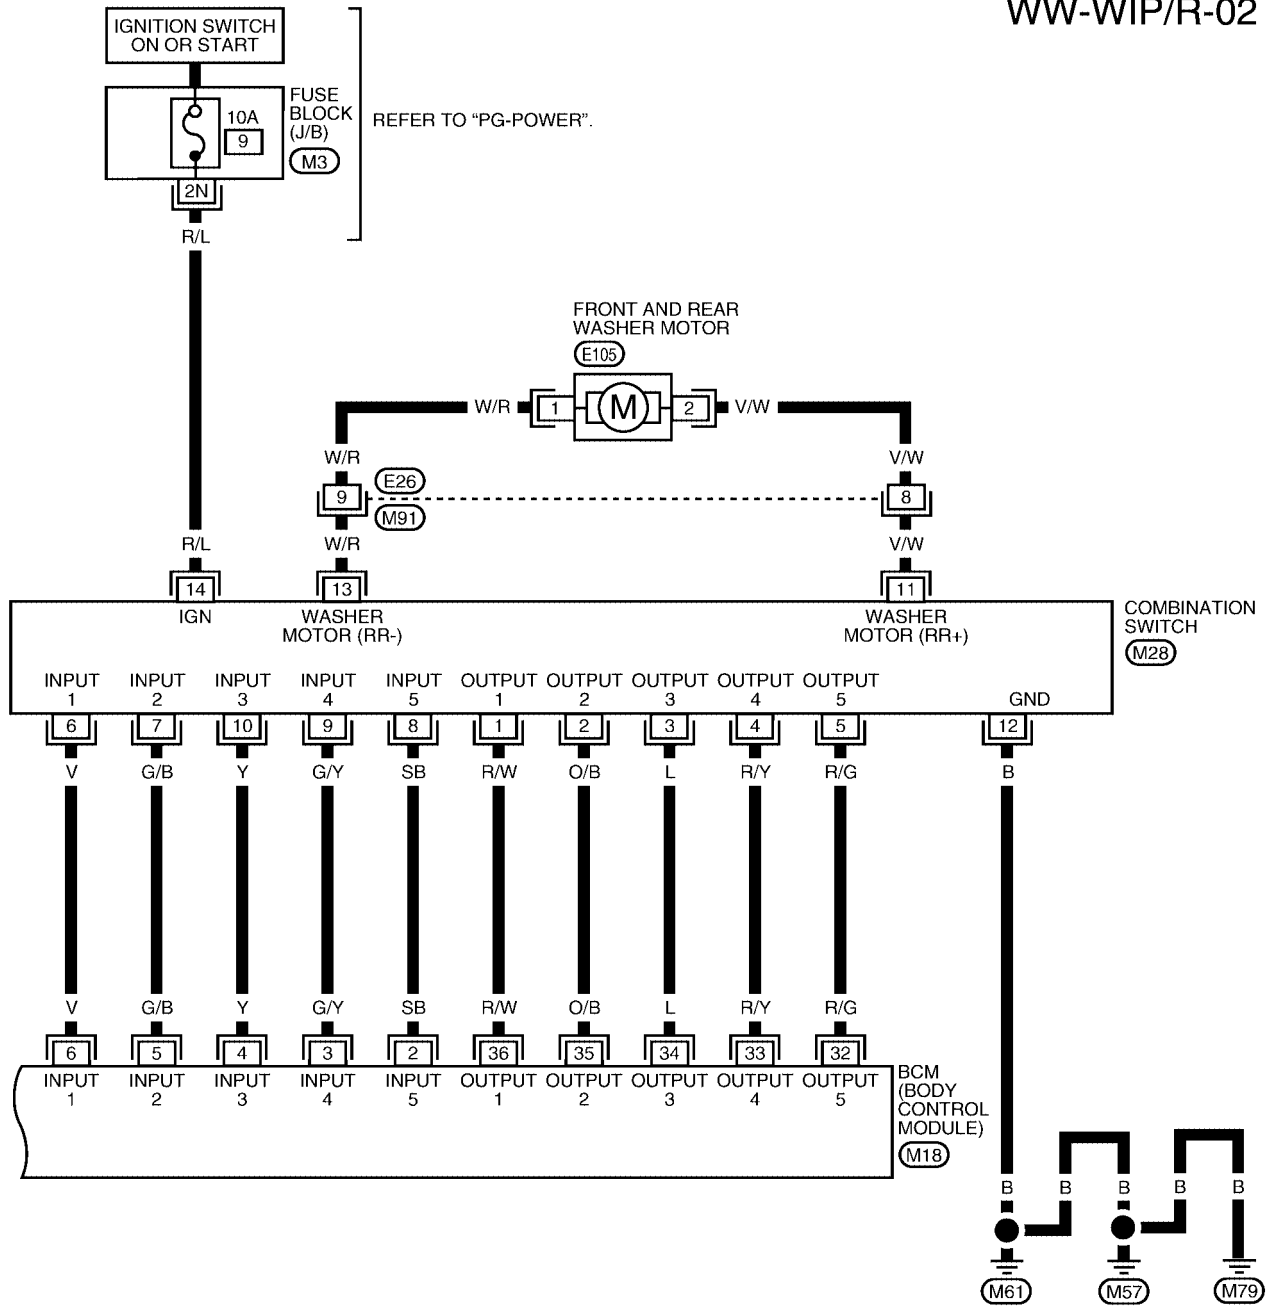 WW-WIP/R-02
IGNITION SWITCH
ON OR START
FUSE
BLOCK
(J/B)
M3
10A
9
2N
REFER TO “PG-POWER”.
R/L
FRONT AND REAR
WASHER MOTOR
E105
W/R 1 M 2 V/W
W/R V/W
9 E26 8
M91
R/L W/R V/W
14 13 11
IGN WASHER WASHER
MOTOR (RR-) MOTOR (RR+)
COMBINATION
SWITCH
M28
INPUT INPUT INPUT INPUT INPUT OUTPUT OUTPUT OUTPUT OUTPUT OUTPUT
1 2 3 4 5 1 2 3 4 5 GND
6 7 10 9 8 1 2 3 4 5 12
V G/B Y G/Y SB R/W O/B L R/Y R/G B
V G/B Y G/Y SB R/W O/B L R/Y R/G
6 5 4 3 2 36 35 34 33 32
INPUT INPUT INPUT INPUT INPUT OUTPUT OUTPUT OUTPUT OUTPUT OUTPUT
1 2 3 4 5 1 2 3 4 5
BCM
(BODY
CONTROL
MODULE)
M18
B B B B B
M61 M57 M79